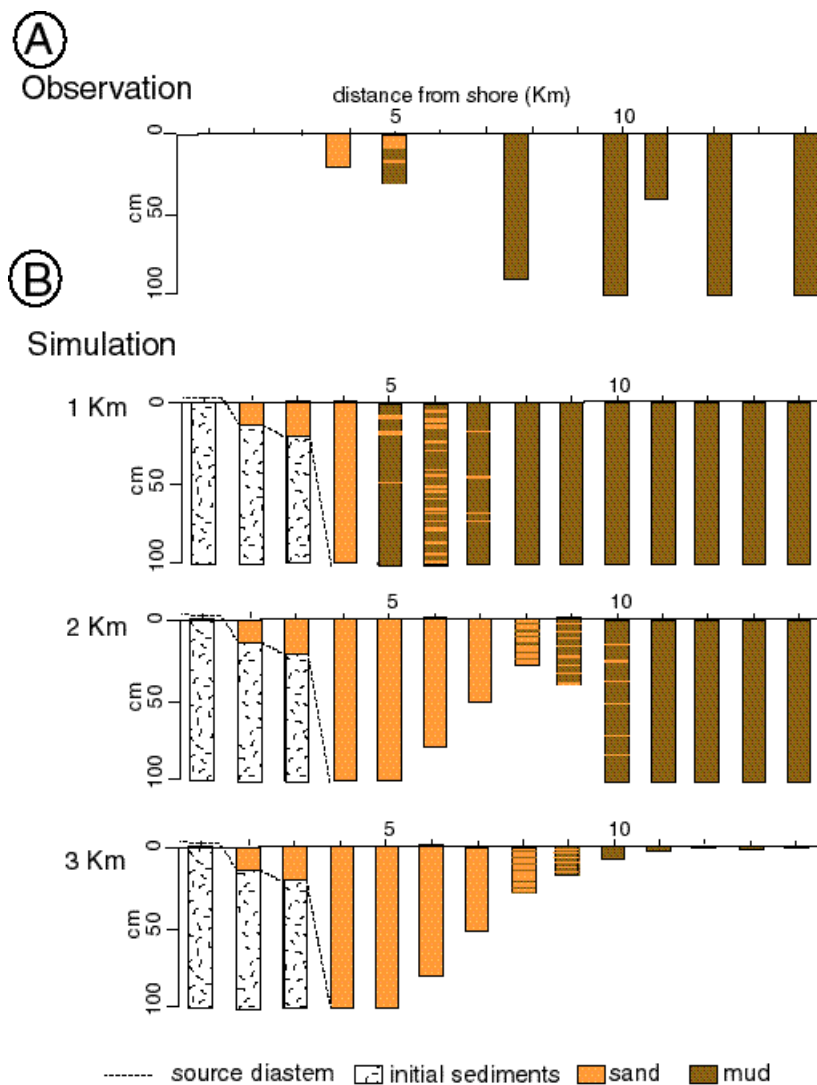 A
Observation
distance from shore (Km)
5
10
0
50
100
cm
B
Simulation
1 Km
5
10
0
50
100
cm
2 Km
5
10
0
50
100
cm
3 Km
5
10
0
50
100
cm
source diastem
initial sediments
sand
mud